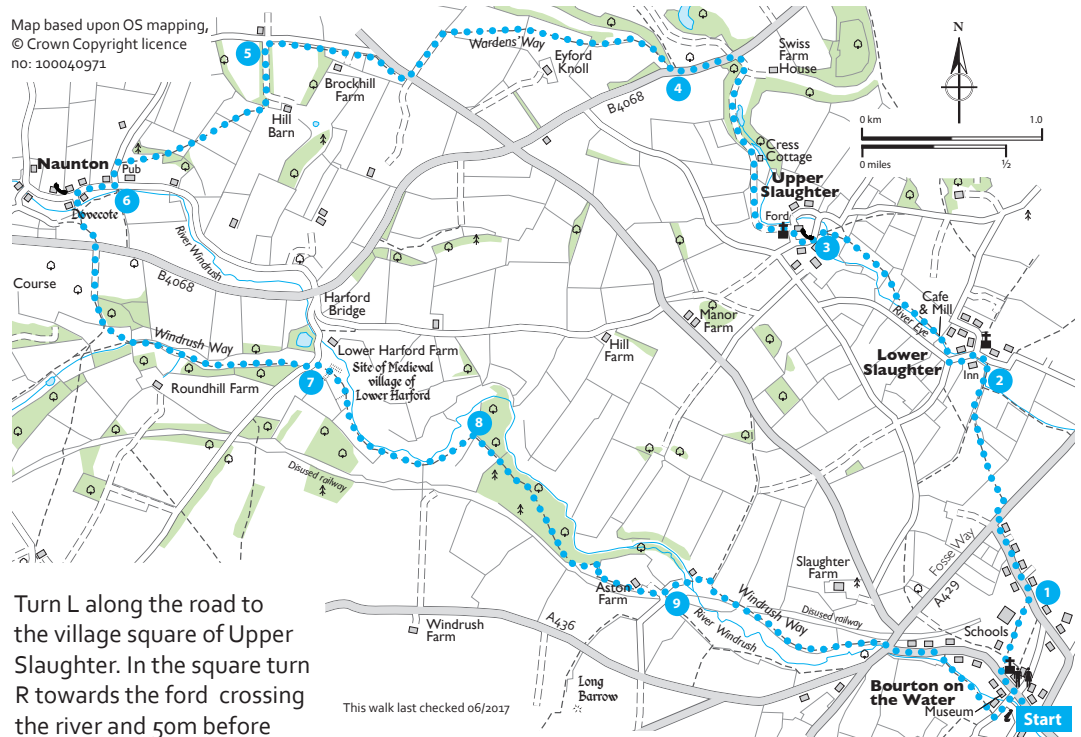 Map based upon OS mapping,
© Crown Copyright licence
no: 100040971
N
0 km
1.0
0 miles
½
5
Wardens' Way
Eyford
Knoll
4
Swiss
Farm
House
Brockhill
Farm
B4068
Hill
Barn
Cress
Cottage
Naunton
Pub
6
Dovecote
Upper
Slaughter
Ford
3
River Windrush
Course
B4068
Harford
Bridge
Cafe
& Mill
River Eye
Manor
Farm
Windrush Way
Hill
Farm
Lower
Slaughter
Inn
2
Lower Harford Farm
Site of Medieval
village of
Lower Harford
7
Roundhill Farm
8
Disused railway
Fosse Way
A429
Slaughter
Farm
1
Aston
Farm
9
Windrush Way
Disused railway
River Windrush
Schools
A436
Windrush
Farm
Long
Barrow
Bourton on
the Water
Museum
Start
Turn L along the road to
the village square of Upper
Slaughter. In the square turn
R towards the ford crossing
the river and 50m before
This walk last checked 06/2017